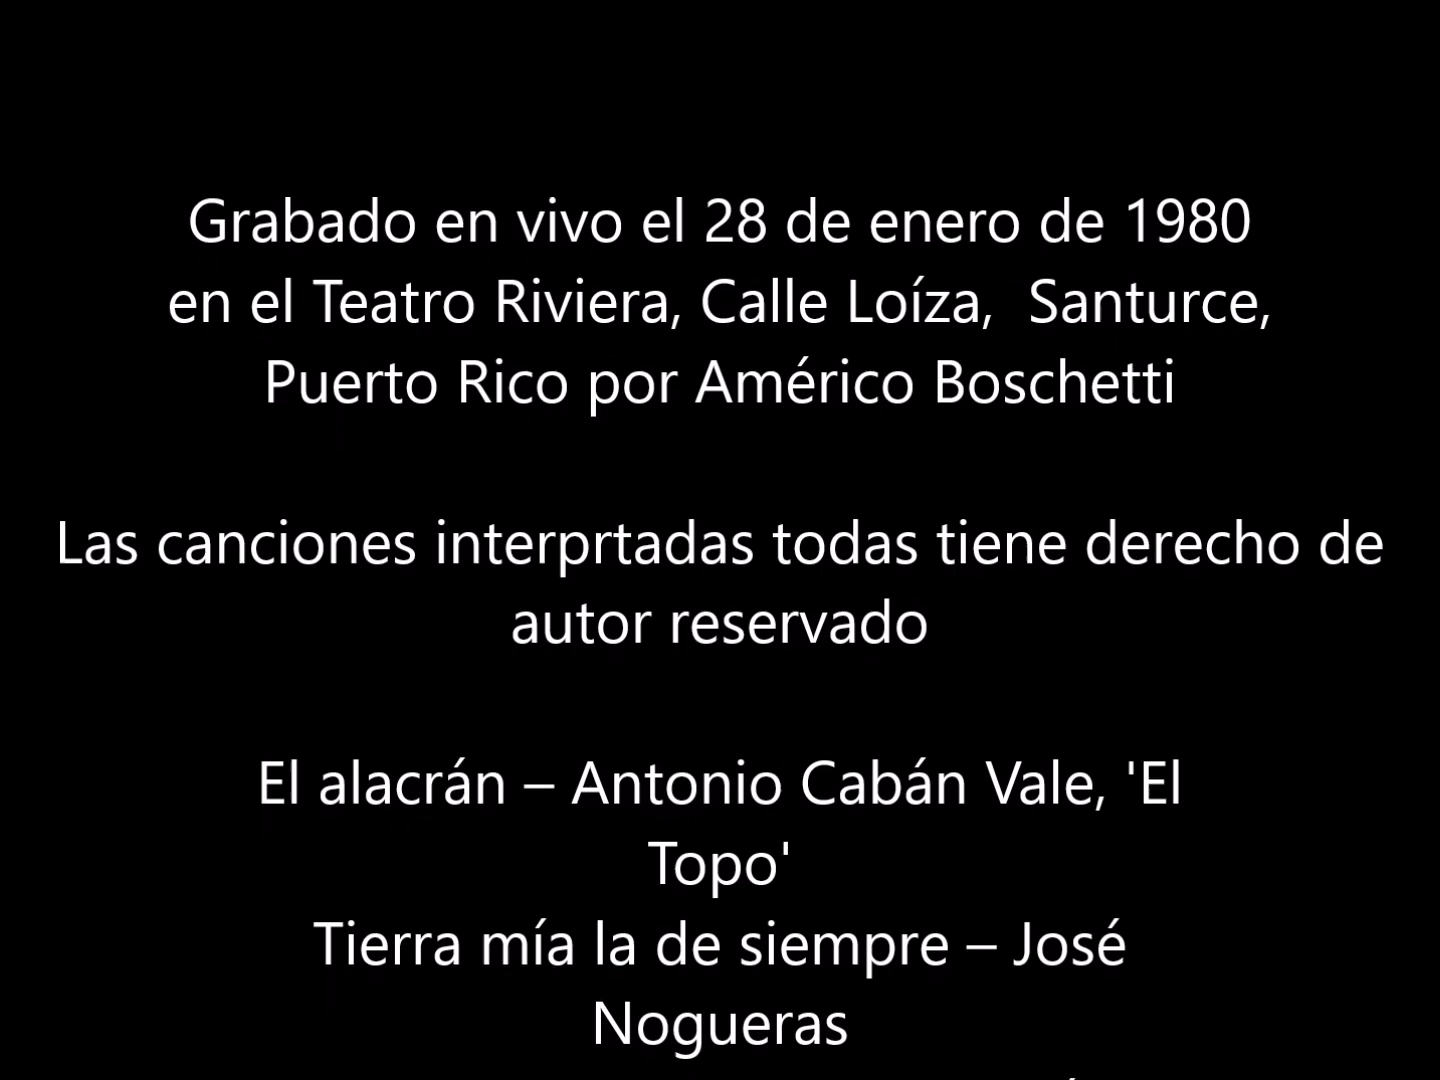 Grabado en vivo el 28 de enero de 1980
en el Teatro Riviera, Calle Loíza,  Santurce,
Puerto Rico por Américo Boschetti
Las canciones interprtadas todas tiene derecho de
autor reservado
El alacrán – Antonio Cabán Vale, 'El
Topo'
Tierra mía la de siempre – José
Nogueras